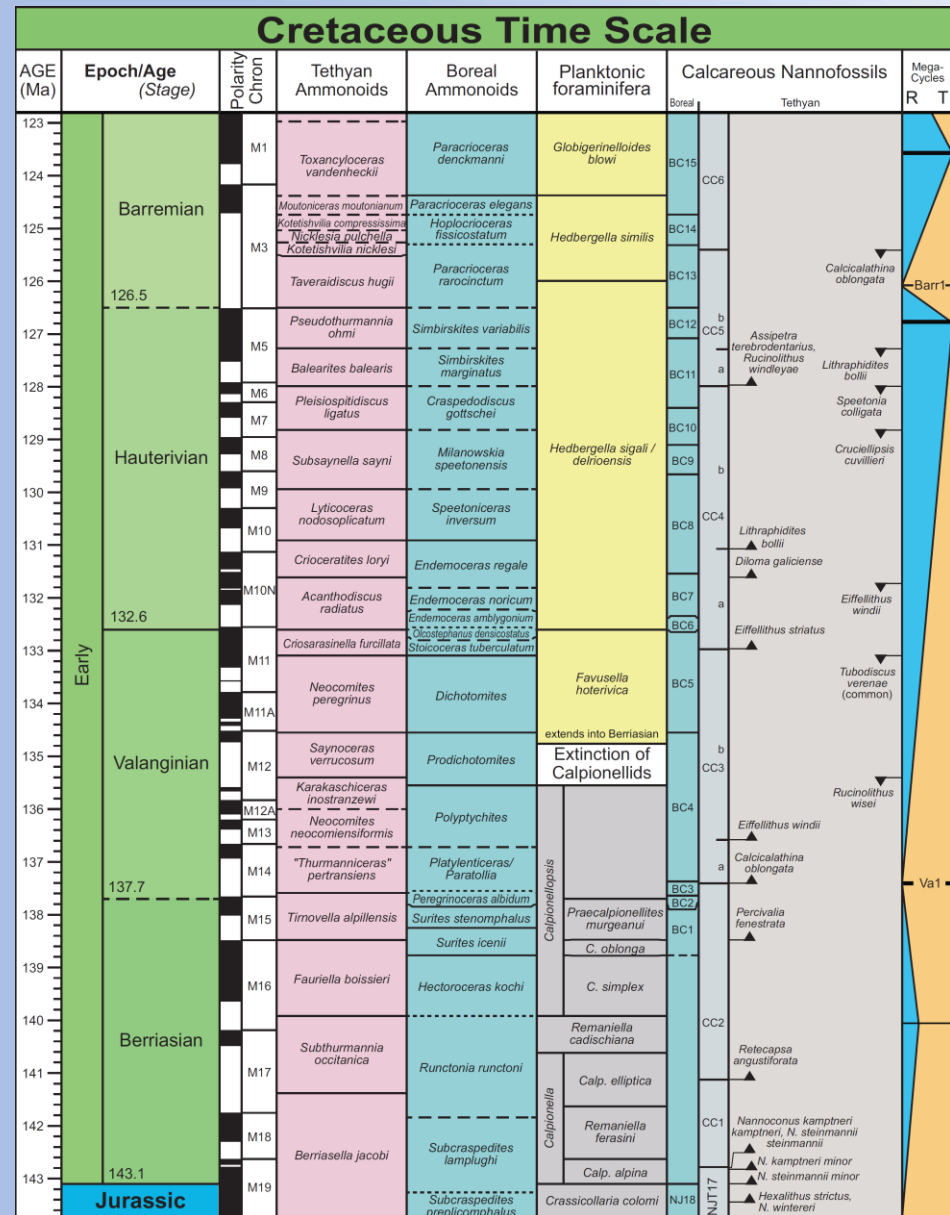 Cretaceous Time Scale
AGE
(Ma)
Epoch/Age
(Stage)
Polarity
Chron
Tethyan
Ammonoids
Boreal
Ammonoids
Planktonic
foraminifera
Calcareous Nannofossils
Boreal
Tethyan
Mega-
Cycles
R T
123
124
125
126
127
128
129
130
131
132
133
134
135
136
137
138
139
140
141
142
143
Early
Barremian
126.5
Hauterivian
132.6
Valanginian
137.7
Berriasian
143.1
Jurassic
M1
M3
M5
M6
M7
M8
M9
M10
M10N
M11
M11A
M12
M12A
M13
M14
M15
M16
M17
M18
M19
Toxancyloceras
vandenheckii
Moutoniceras moutonianum
Kotetishvilia compressissima
Nicklesia pulchella
Kotetishvilia nicklesi
Taveraidiscus hugii
Pseudothurmannia
ohmi
Balearites balearis
Pleisiospitidiscus
ligatus
Subsaynella sayni
Lyticoceras
nodosoplicatum
Crioceratites loryi
Acanthodiscus
radiatus
Criosarasinella furcillata
Neocomites
peregrinus
Saynoceras
verrucosum
Karakaschiceras
inostranzewi
Neocomites
neocomiensiformis
"Thurmanniceras"
pertransiens
Tirnovella alpillensis
Fauriella boissieri
Subthurmannia
occitanica
Berriasella jacobi
Paracrioceras
denckmanni
Paracrioceras elegans
Hoplocrioceras
fissicostatum
Paracrioceras
rarocinctum
Simbirskites variabilis
Simbirskites
marginatus
Craspedodiscus
gottschei
Milanowskia
speetonensis
Speetoniceras
inversum
Endemoceras regale
Endemoceras noricum
Endemoceras amblygonium
Olcostephanus densicostatus
Stoicoceras tuberculatum
Dichotomites
Prodichotomites
Polyptychites
Platylenticeras/
Paratollia
Peregrinoceras albidum
Surites stenomphalus
Surites icenii
Hectoroceras kochi
Runctonia runctoni
Subcraspedites
lamplughi
Subcraspedites
preplicomphalus
Globigerinelloides
blowi
Hedbergella similis
Hedbergella sigali /
delrioensis
Favusella
hoterivica
extends into Berriasian
Extinction of
Calpionellids
Calpionellopsis
Praecalpionellites
murgeanui
C. oblonga
C. simplex
Remaniella
cadischiana
Calpionella
Calp. elliptica
Remaniella
ferasini
Calp. alpina
Crassicollaria colomi
BC15
BC14
BC13
BC12
BC11
BC10
BC9
BC8
BC7
BC6
BC5
BC4
BC3
BC2
BC1
NJ18
CC6
b
CC5
a
b
CC4
a
b
CC3
a
CC2
CC1
NJT17
Calcicalathina
oblongata
Assipetra
terebrodentarius,
Rucinolithus
windleyae
Lithraphidites
bollii
Speetonia
colligata
Cruciellipsis
cuvillieri
Lithraphidites
bollii
Diloma galiciense
Eiffellithus
windii
Eiffellithus striatus
Tubodiscus
verenae
(common)
Rucinolithus
wisei
Eiffellithus windii
Calcicalathina
oblongata
Percivalia
fenestrata
Retecapsa
angustiforata
Nannoconus kamptneri
kamptneri, N. steinmannii
steinmannii
N. kamptneri minor
N. steinmannii minor
Hexalithus strictus,
N. wintereri
Barr1
Va1